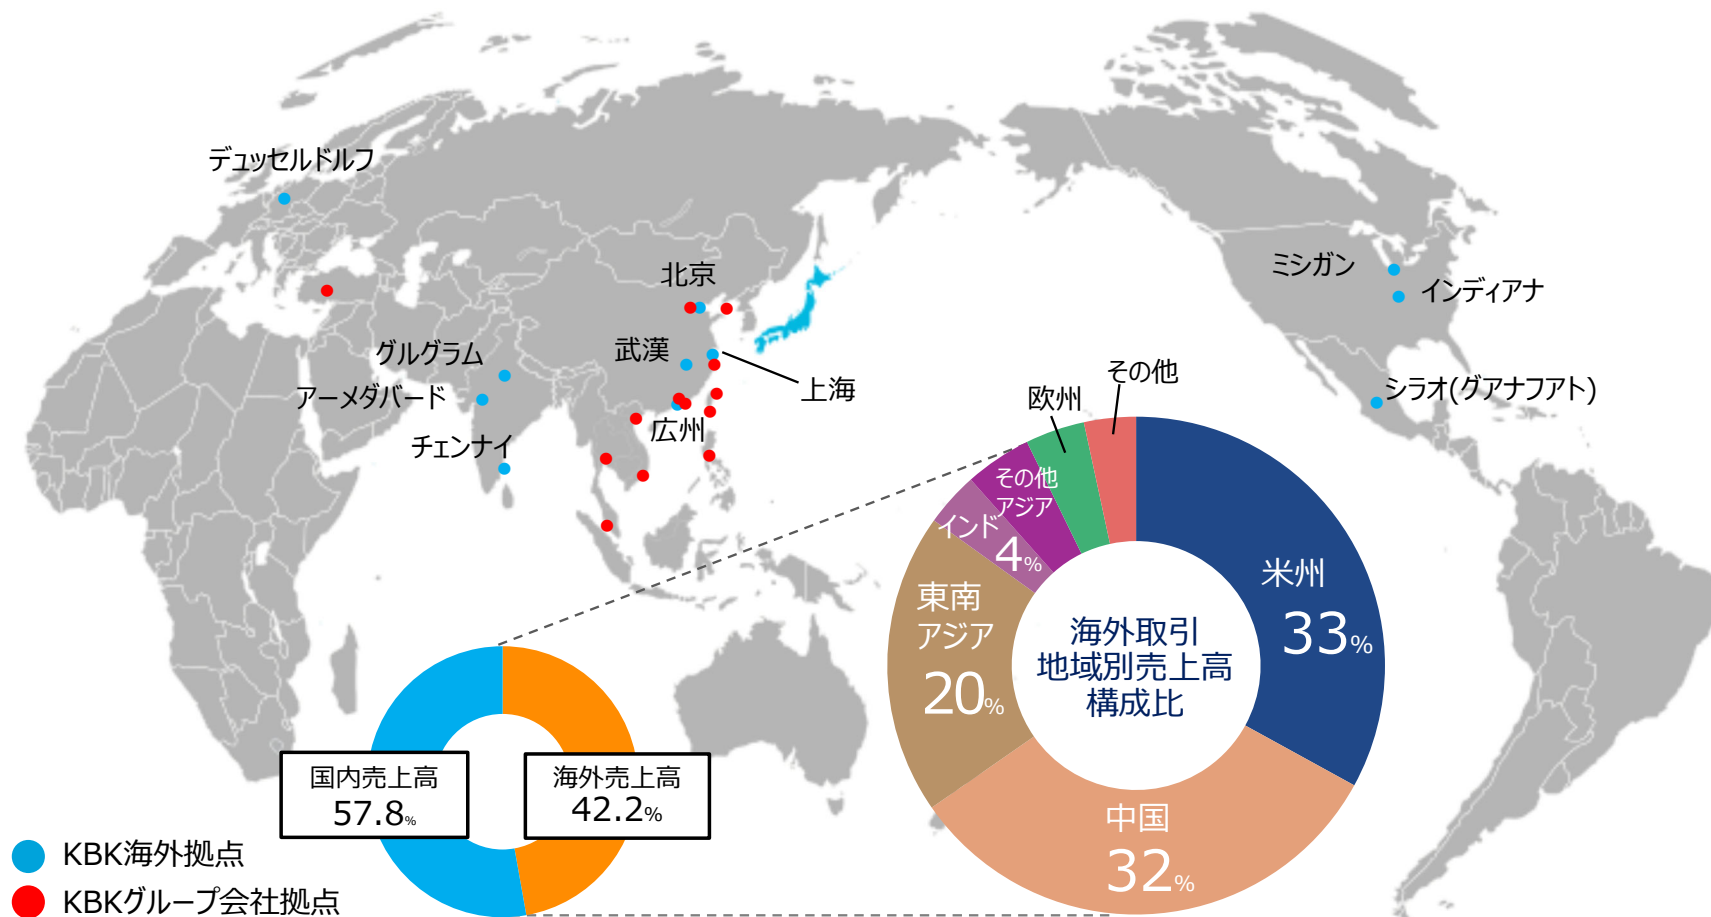 デュッセルドルフ
北京
ミシガン
インディアナ
武漢
グルグラム
上海
アーメダバード
シラオ(グアナフアト)
広州
チェンナイ
欧州
その他
その他
アジア
インド
4%
東南
アジア
20%
米州
33%
海外取引
地域別売上高
構成比
中国
32%
国内売上高
57.8%
海外売上高
42.2%
KBK海外拠点
KBKグループ会社拠点